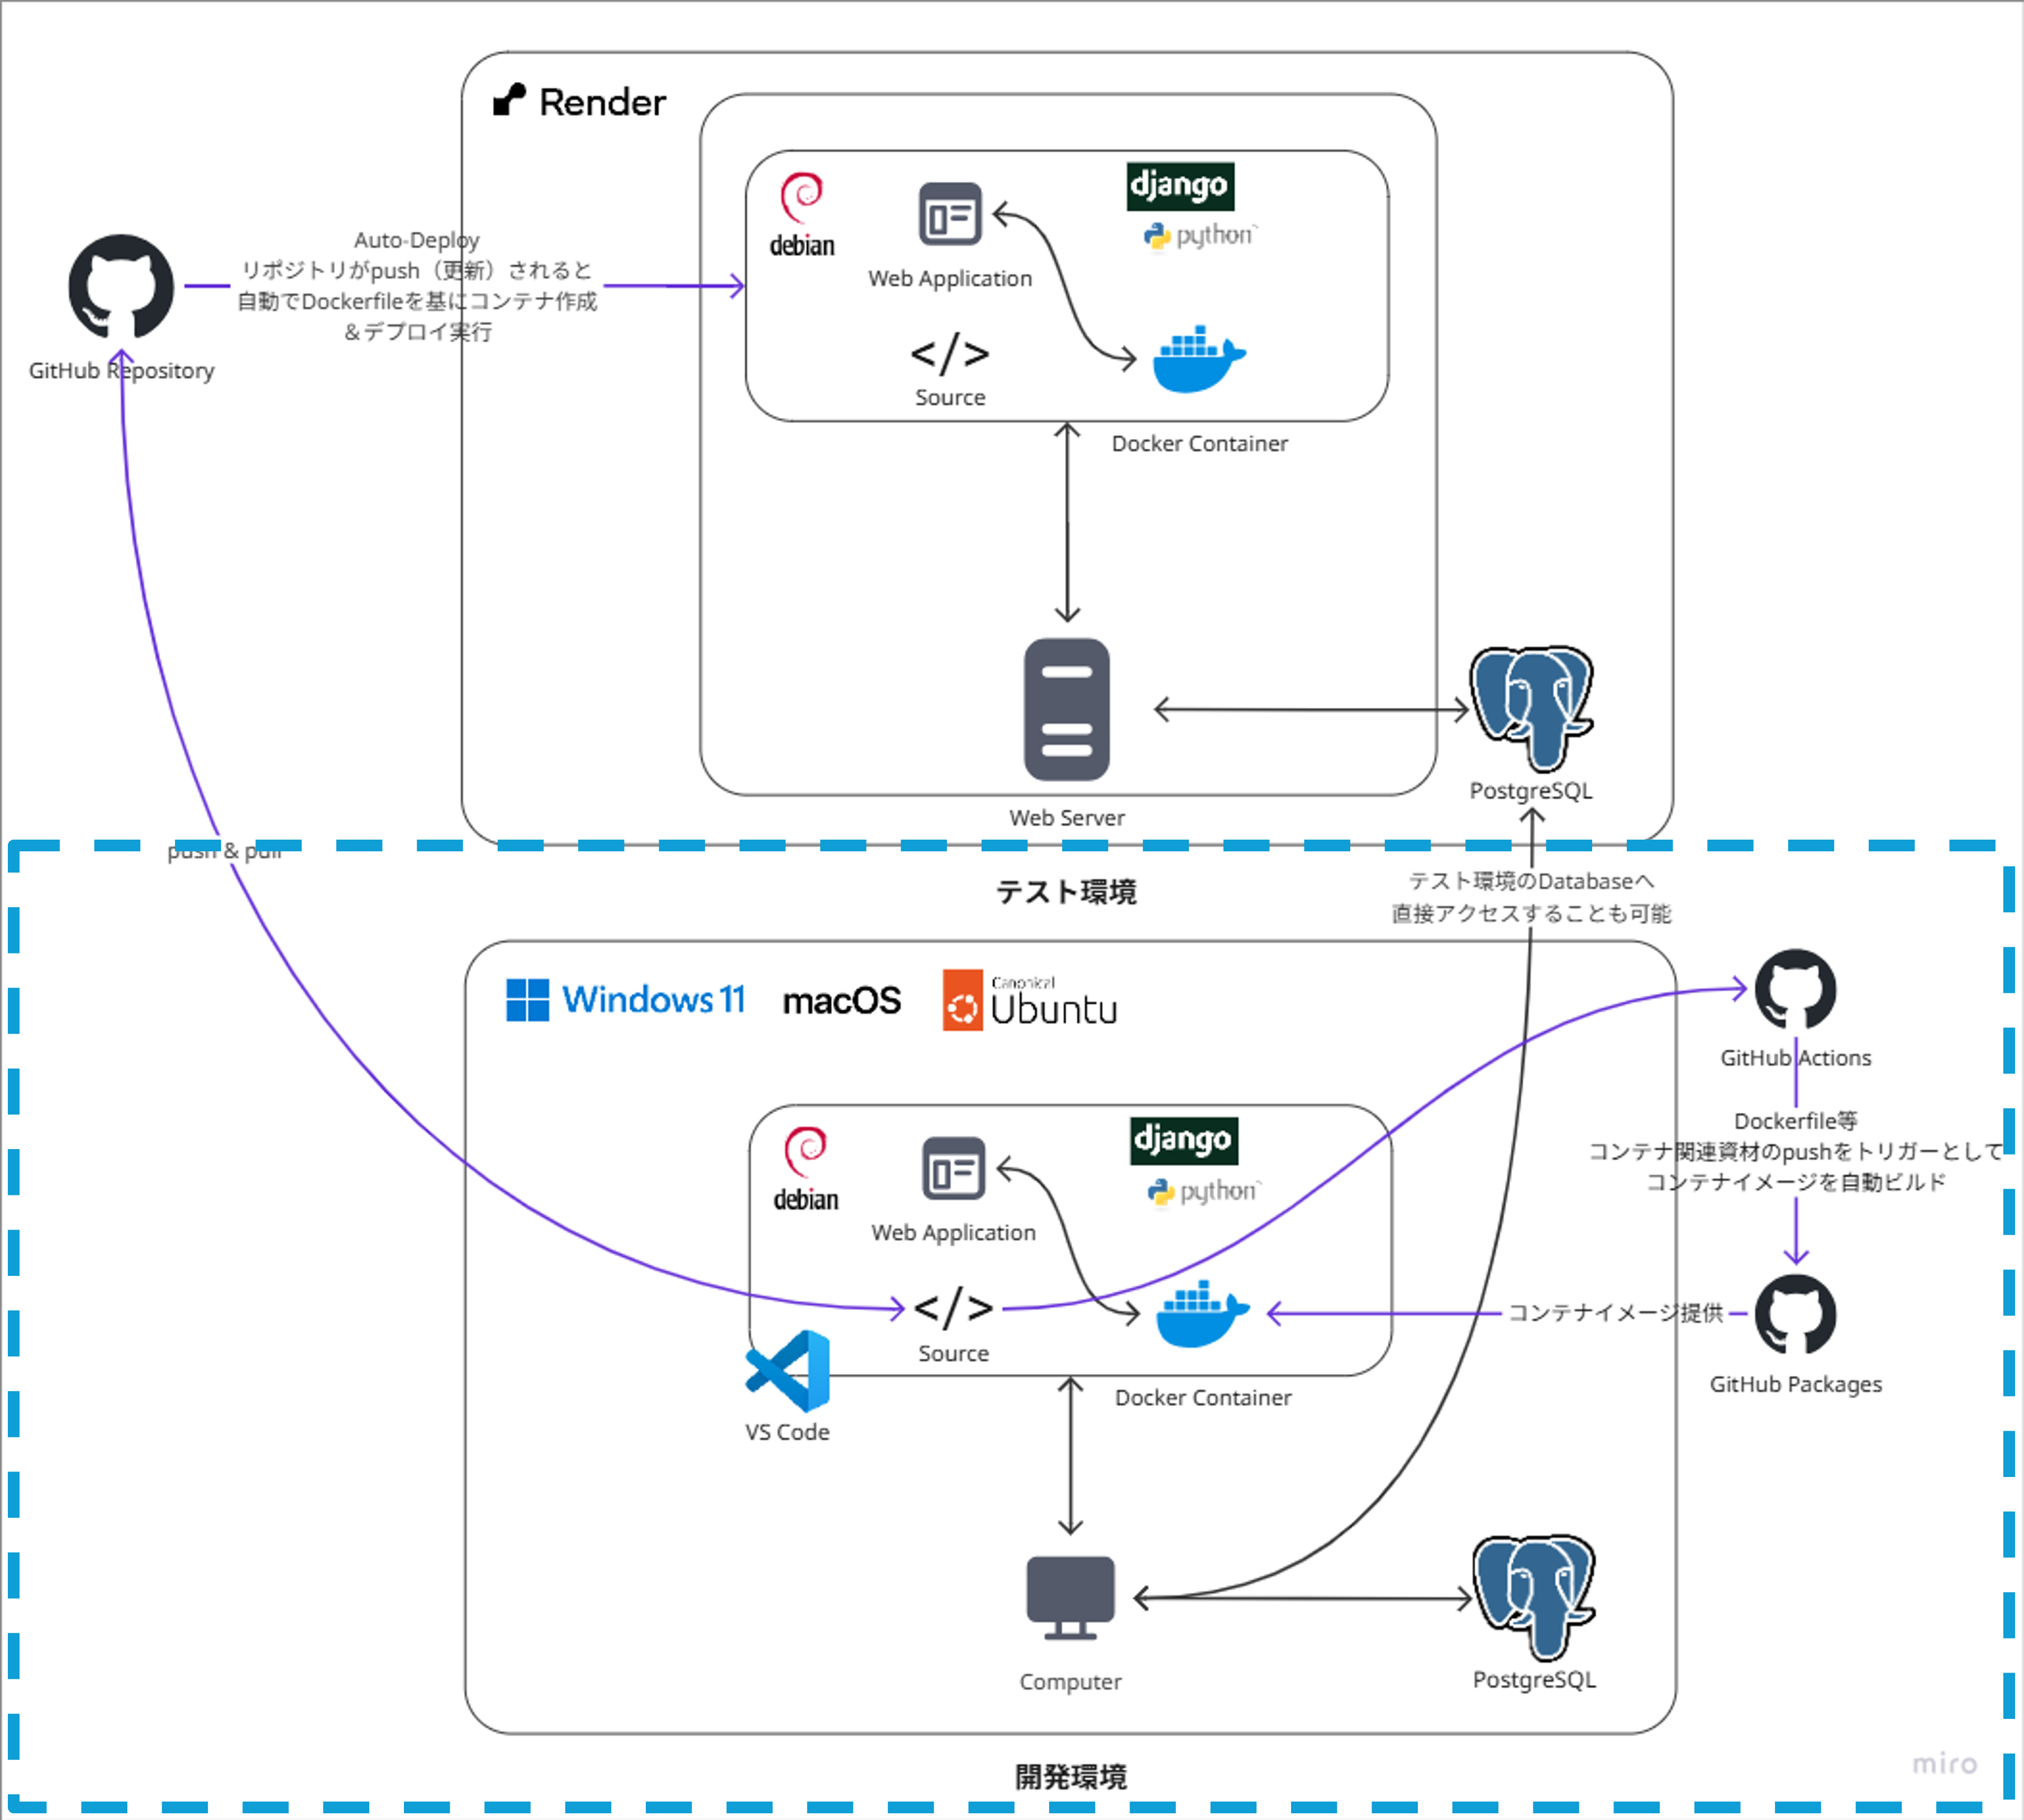 Render
debian
Web Application
django
python
Source
Docker Container
Auto-Deploy
リポジトリがpush（更新）されると
自動でDockerfileを基にコンテナ作成
＆デプロイ実行
GitHub Repository
PostgreSQL
Web Server
push & pull
テスト環境
テスト環境のDatabaseへ
直接アクセスすることも可能
Windows 11
macOS
Canonical
Ubuntu
GitHub Actions
debian
Web Application
django
python
Dockerfile等
コンテナ関連資材のpushをトリガーとして
コンテナイメージを自動ビルド
Source
コンテナイメージ提供
GitHub Packages
Docker Container
VS Code
Computer
PostgreSQL
開発環境
miro